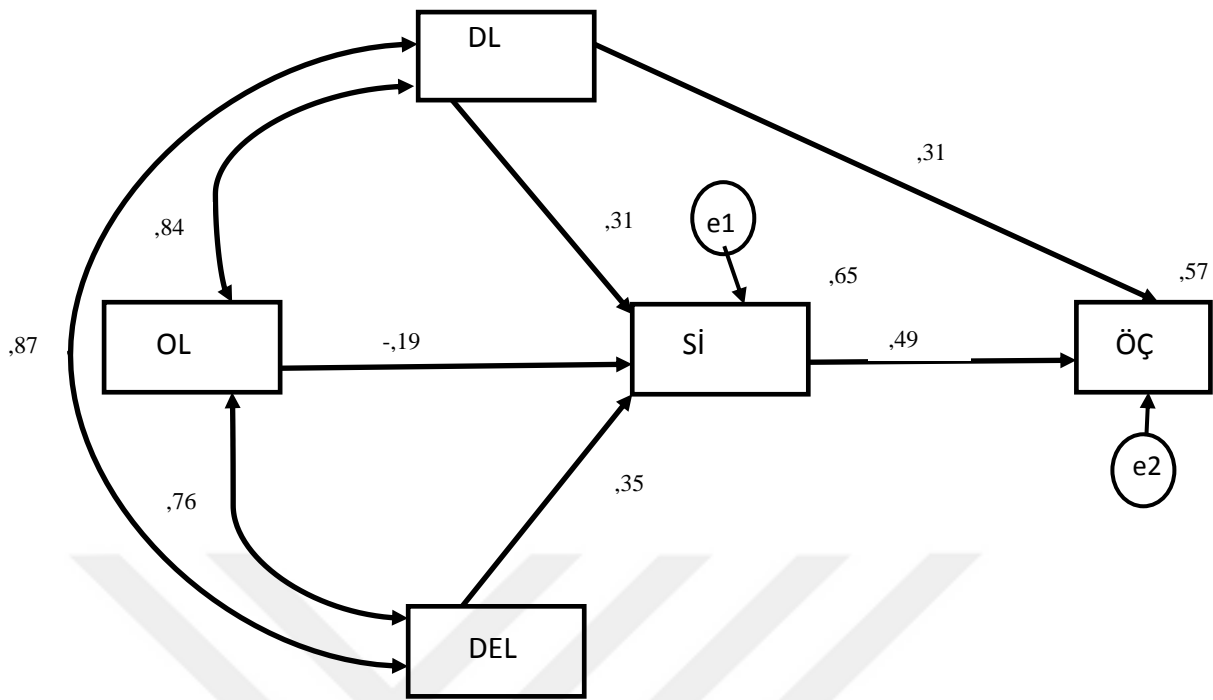 DL
,31
,84
,31
e1
,65
,57
,87
OL
-,19
Sİ
,49
ÖÇ
,76
,35
e2
DEL